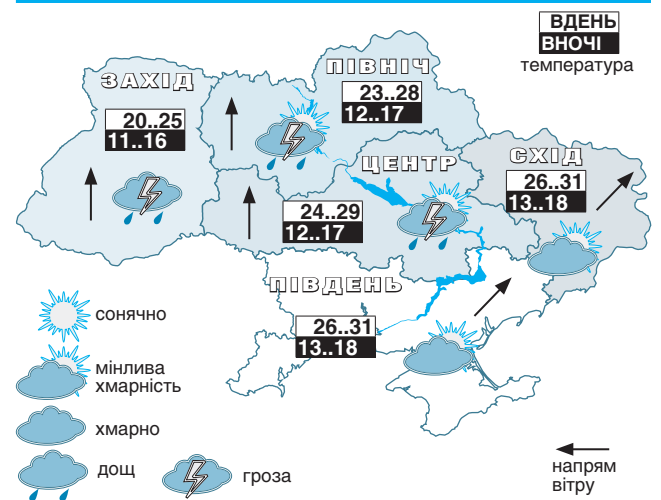 ВДЕНЬ
ВНОЧІ
температура
ЗАХІД
20..25
11..16
ПІВНІЧ
23..28
12..17
ЦЕНТР
24..29
12..17
СХІД
26..31
13..18
ПІВДЕНЬ
26..31
13..18
сонячно
мінлива
хмарність
хмарно
дощ
гроза
напрям
вітру